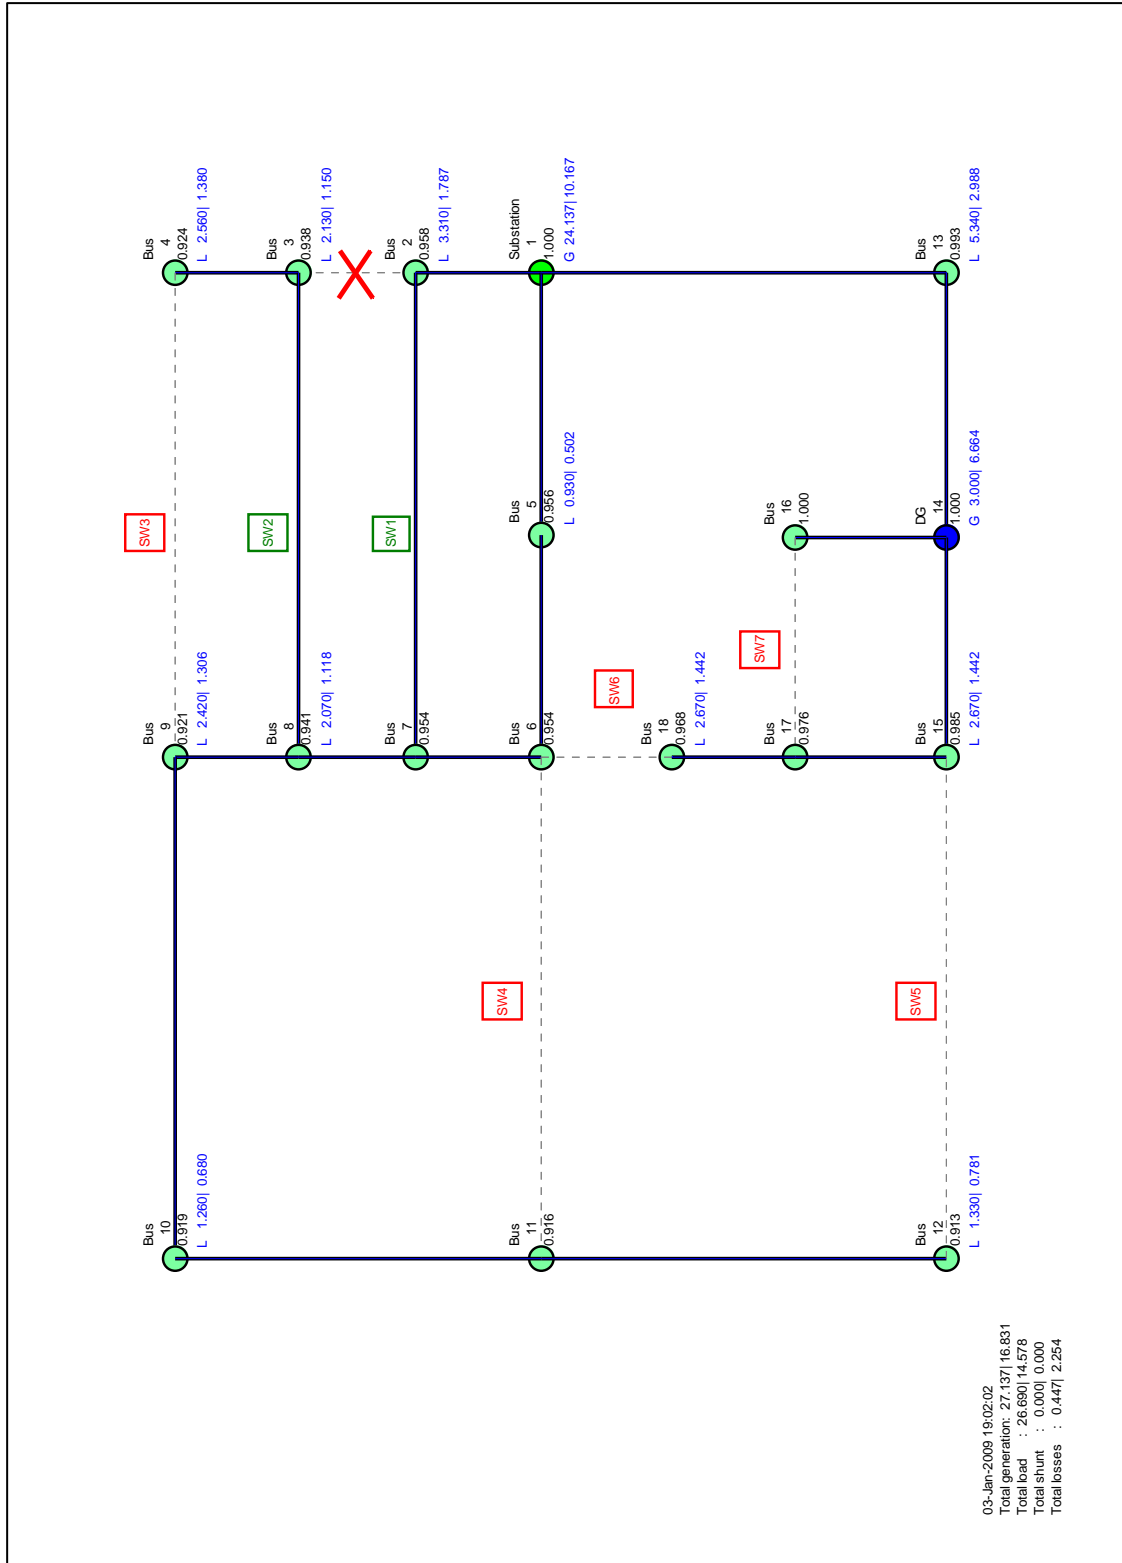 Bus
10
0.919
L 1.260| 0.680
Bus
9
0.921
L 2.420| 1.306
SW3
Bus
4
0.924
L 2.560| 1.380
Bus
8
0.941
L 2.070| 1.118
SW2
Bus
3
0.938
L 2.130| 1.150
Bus
7
0.954
SW1
Bus
2
0.958
L 3.310| 1.787
Bus
11
0.916
SW4
Bus
6
0.954
Bus
5
0.956
L 0.930| 0.502
Substation
1
1.000
G 24.137|10.167
SW6
Bus
18
0.968
L 2.670| 1.442
Bus
17
0.976
SW7
Bus
16
1.000
Bus
12
0.913
L 1.330| 0.781
SW5
Bus
15
0.985
L 2.670| 1.442
DG
14
1.000
G 3.000| 6.664
Bus
13
0.993
L 5.340| 2.988
03-Jan-2009 19:02:02
Total generation: 27.137|16.831
Total load : 26.690|14.578
Total shunt : 0.000| 0.000
Total losses : 0.447| 2.254